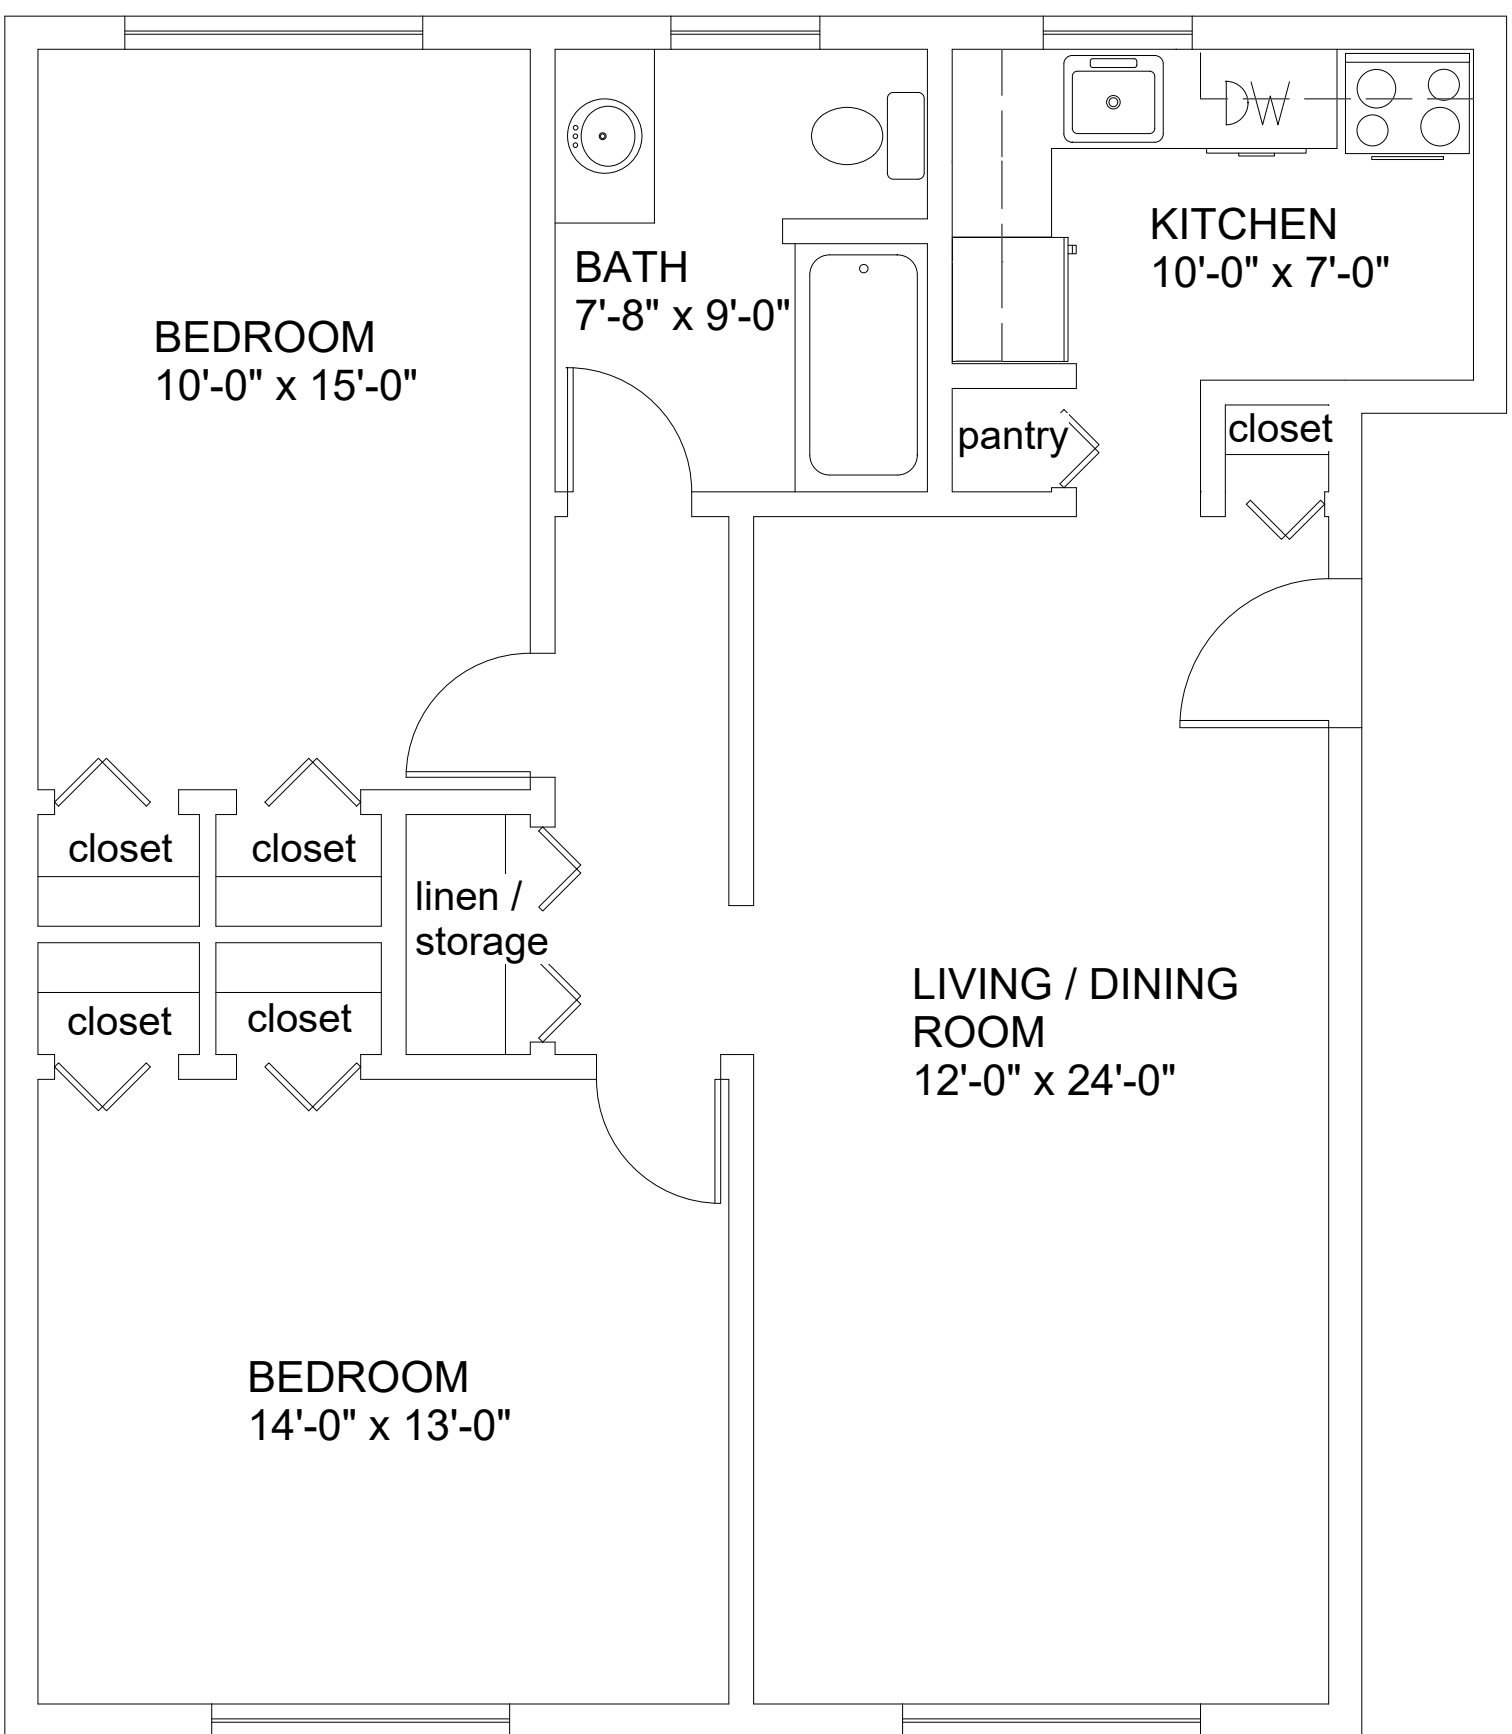 DW
KITCHEN
10'-0" x 7'-0"
BATH
7'-8" x 9'-0"
BEDROOM
10'-0" x 15'-0"
pantry
closet
closet
closet
linen /
storage
closet
closet
LIVING / DINING
ROOM
12'-0" x 24'-0"
BEDROOM
14'-0" x 13'-0"